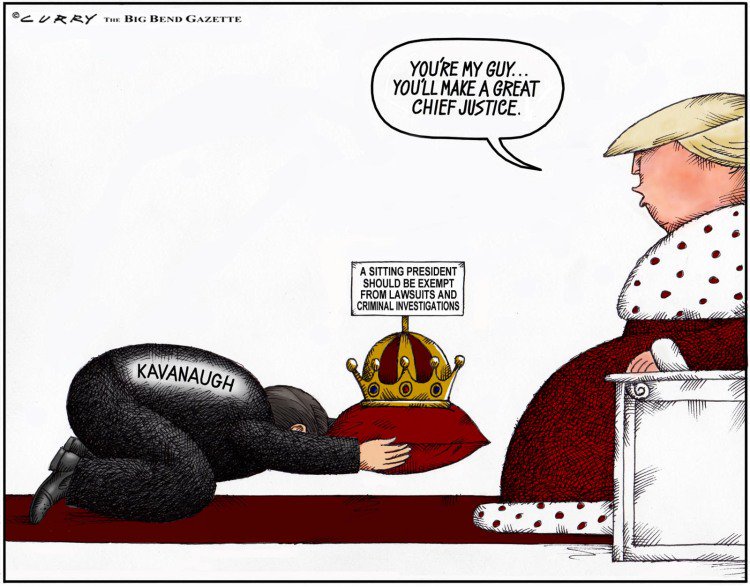 © CURRY THE BIG BEND GAZETTE
YOU'RE MY GUY...
YOU'LL MAKE A GREAT
CHIEF JUSTICE.
A SITTING PRESIDENT
SHOULD BE EXEMPT
FROM LAWSUITS AND
CRIMINAL INVESTIGATIONS
KAVANAUGH